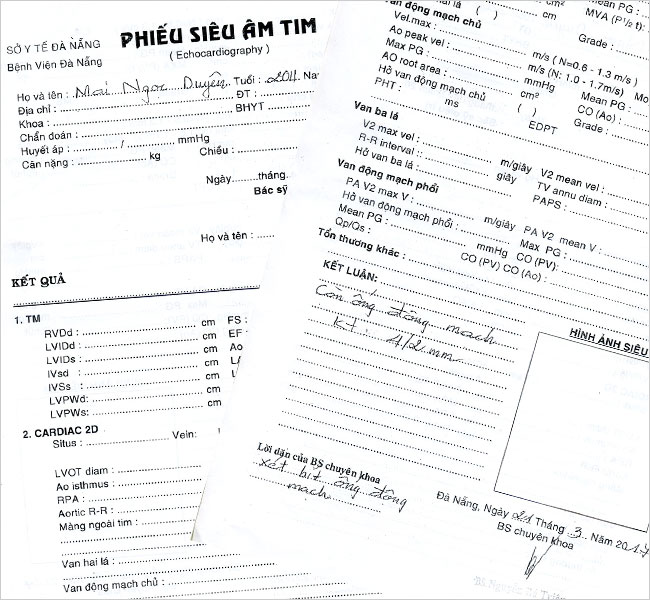 SỞ Y TẾ ĐÀ NẴNG
Bệnh Viện Đà Nẵng
PHIẾU SIÊU ÂM TIM
( Echocardiography )
Họ và tên : Mai Ngọc Duyên Tuổi : 2011 Na
Địa chỉ : ĐT :
Khoa : BHYT :
Chẩn đoán :
Huyết áp : / mmHg
Cân nặng : kg Chiều :
Ngày tháng
Bác sỹ
Họ và tên :
KẾT QUẢ
1. TM
RVDd : cm FS :
LVIDd : cm EF
LVIDs : cm Ao
IVSd : cm
IVSs : cm
LVPWd: cm
LVPWs: cm
2. CARDIAC 2D
Situs : Vein:
LVOT diam :
Ao isthmus :
RPA :
Aortic R-R :
Màng ngoài tim :
Van hai lá :
Van động mạch chủ :
Mean PG :
( ) cm MVA (P½ t):
Van động mạch chủ
Vel.max : cm Grade :
Ao peak vel : m/s ( N=0.6 - 1.3 m/s )
Max PG : m/s (N: 1.0 - 1.7m/s)
AO root area : mmHg Mean PG :
Hở van động mạch chủ cm² CO (Ao) :
PHT : ms ( ) Grade :
EDPT
Van ba lá
V2 max vel : m/giây V2 mean vel :
R-R interval : giây TV annu diam :
Hở van ba lá : PAPS :
Van động mạch phổi
PA V2 max V : m/giây PA V2 mean V :
Hở van động mạch phổi : Max PG :
Mean PG : mmHg CO (PV):
Qp/Qs : CO (PV) CO (Ao) :
Tổn thương khác :
KẾT LUẬN:
Còn ống động mạch
KT : 4/2 mm
HÌNH ẢNH SIÊU
Lời dặn của BS chuyên khoa
xét bít ống động
mạch
Đà Nẵng, Ngày 21 Tháng 3 Năm 2017
BS chuyên khoa